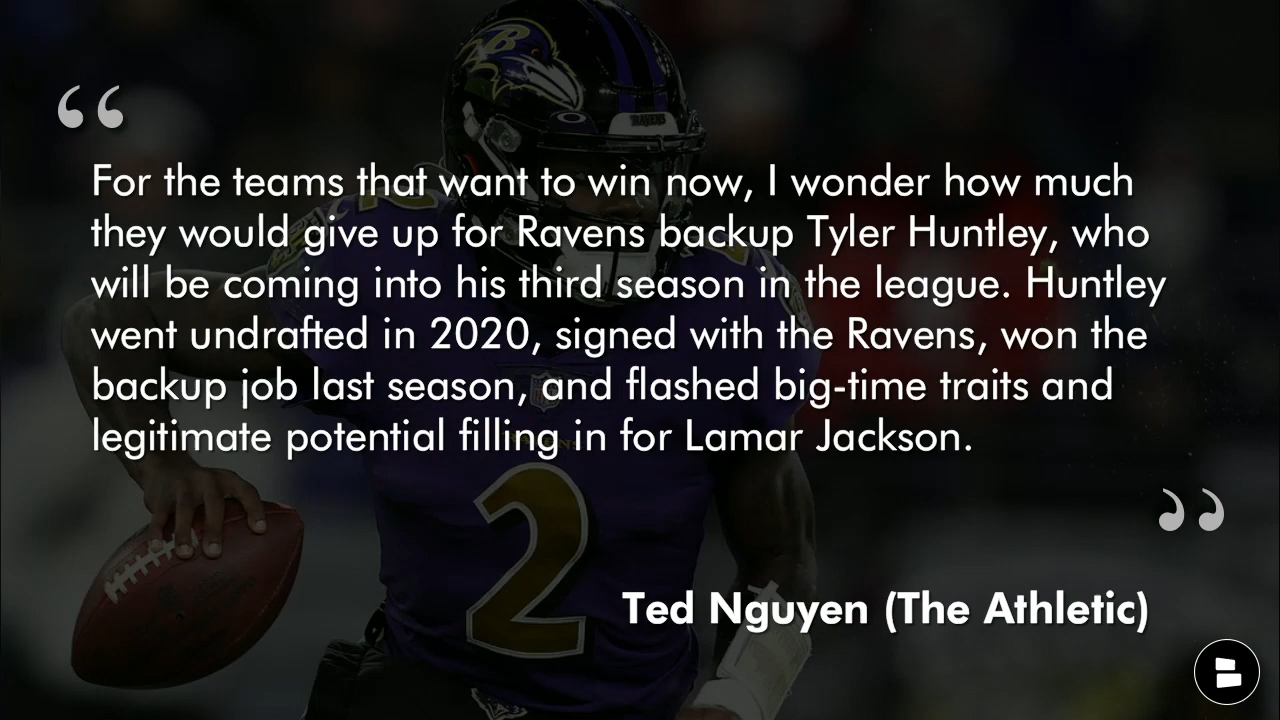 “
For the teams that want to win now, I wonder how much
they would give up for Ravens backup Tyler Huntley, who
will be coming into his third season in the league. Huntley
went undrafted in 2020, signed with the Ravens, won the
backup job last season, and flashed big-time traits and
legitimate potential filling in for Lamar Jackson.
”
Ted Nguyen (The Athletic)
2